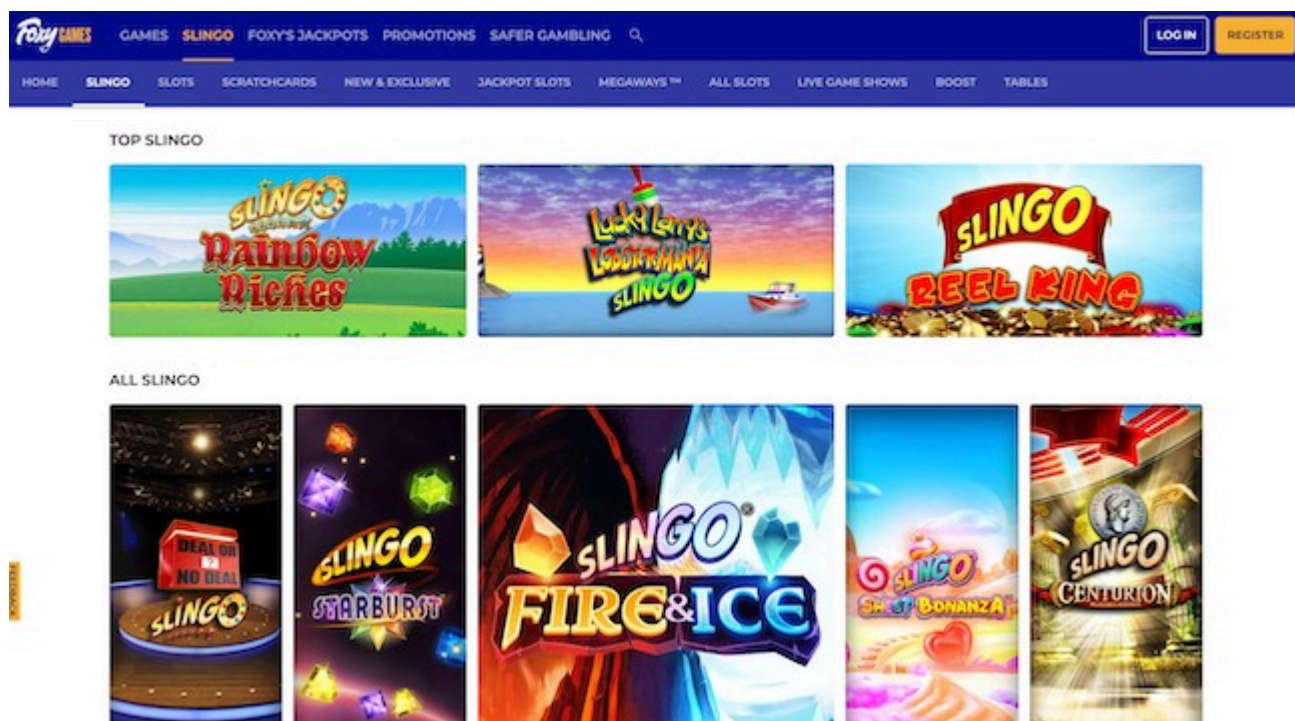 Foxy GAMES GAMES SLINGO FOXY'S JACKPOTS PROMOTIONS SAFER GAMBLING LOG IN REGISTER
HOME SLINGO SLOTS SCRATCHCARDS NEW & EXCLUSIVE JACKPOT SLOTS MEGAWAYS™ ALL SLOTS LIVE GAME SHOWS BOOST TABLES
TOP SLINGO
SLINGO
Rainbow
Riches
Lucky Larry's
LOBSTERMANIA
SLINGO
SLINGO
REEL KING
ALL SLINGO
DEAL OR
?
NO DEAL
SLINGO
SLINGO
STARBURST
SLINGO®
FIRE & ICE
SLINGO
SWEET BONANZA
SLINGO
CENTURION